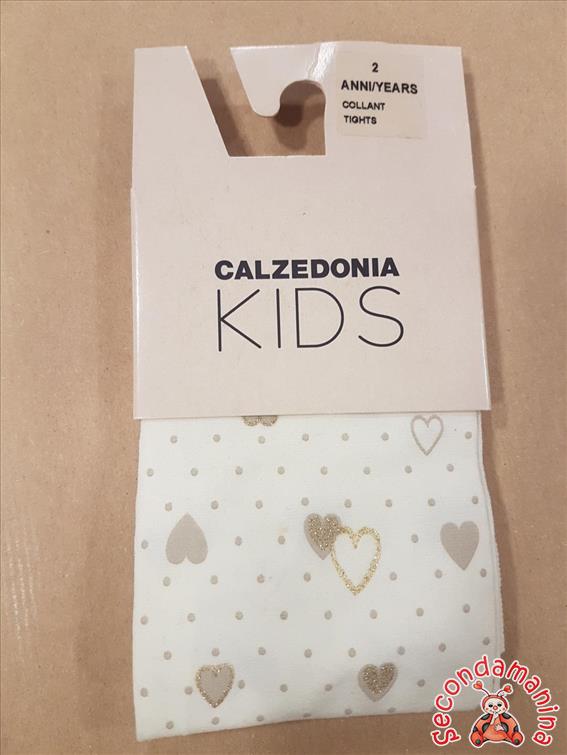 2
ANNI/YEARS
COLLANT
TIGHTS
CALZEDONIA
KIDS
secondamanina